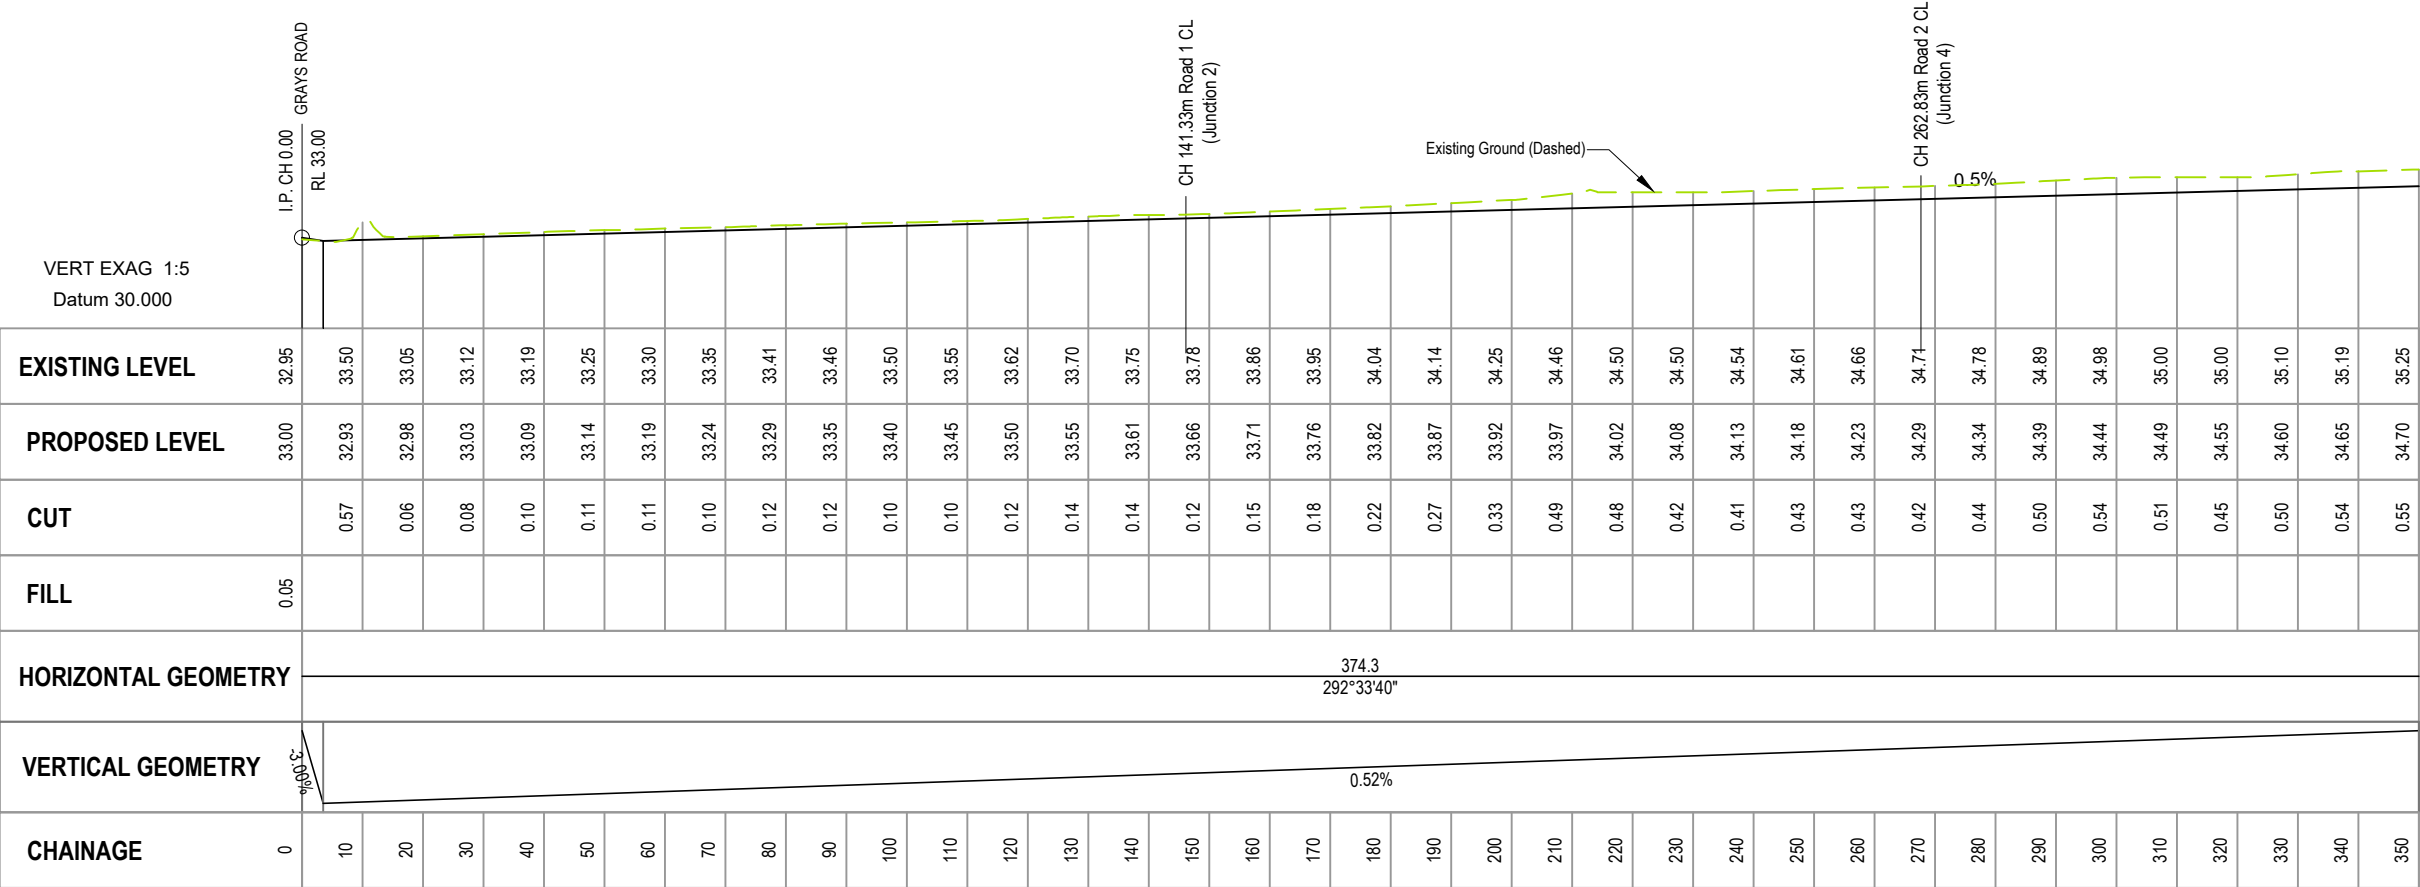 GRAYS ROAD
I.P. CH 0.00
RL 33.00
CH 141.33m Road 1 CL
(Junction 2)
CH 262.83m Road 2 CL
(Junction 4)
Existing Ground (Dashed)
0.5%
VERT EXAG 1:5
Datum 30.000
EXISTING LEVEL 32.95 33.50 33.05 33.12 33.19 33.25 33.30 33.35 33.41 33.46 33.50 33.55 33.62 33.70 33.75 33.78 33.86 33.95 34.04 34.14 34.25 34.46 34.50 34.50 34.54 34.61 34.66 34.71 34.78 34.89 34.98 35.00 35.00 35.10 35.19 35.25
PROPOSED LEVEL 33.00 32.93 32.98 33.03 33.09 33.14 33.19 33.24 33.29 33.35 33.40 33.45 33.50 33.55 33.61 33.66 33.71 33.76 33.82 33.87 33.92 33.97 34.02 34.08 34.13 34.18 34.23 34.29 34.34 34.39 34.44 34.49 34.55 34.60 34.65 34.70
CUT 0.57 0.06 0.08 0.10 0.11 0.11 0.10 0.12 0.12 0.10 0.10 0.12 0.14 0.14 0.12 0.15 0.18 0.22 0.27 0.33 0.49 0.48 0.42 0.41 0.43 0.43 0.42 0.44 0.50 0.54 0.51 0.45 0.50 0.54 0.55
FILL 0.05
HORIZONTAL GEOMETRY
374.3
292°33'40"
VERTICAL GEOMETRY -3.00% 0.52%
CHAINAGE 0 10 20 30 40 50 60 70 80 90 100 110 120 130 140 150 160 170 180 190 200 210 220 230 240 250 260 270 280 290 300 310 320 330 340 350